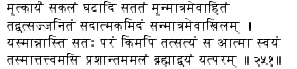 मृत्कार्यं सकलं घटादि सततं मृन्मात्रमेवाहितं
तद्वत्सज्जनितं सदात्मकमिदं सन्मात्रमेवाखिलम् ।
यस्मान्नास्ति सतः परं किमपि तत्सत्यं स आत्मा स्वयं
तस्मात्तत्त्वमसि प्रशान्तममलं ब्रह्माद्वयं यत्परम् ॥ २५१॥